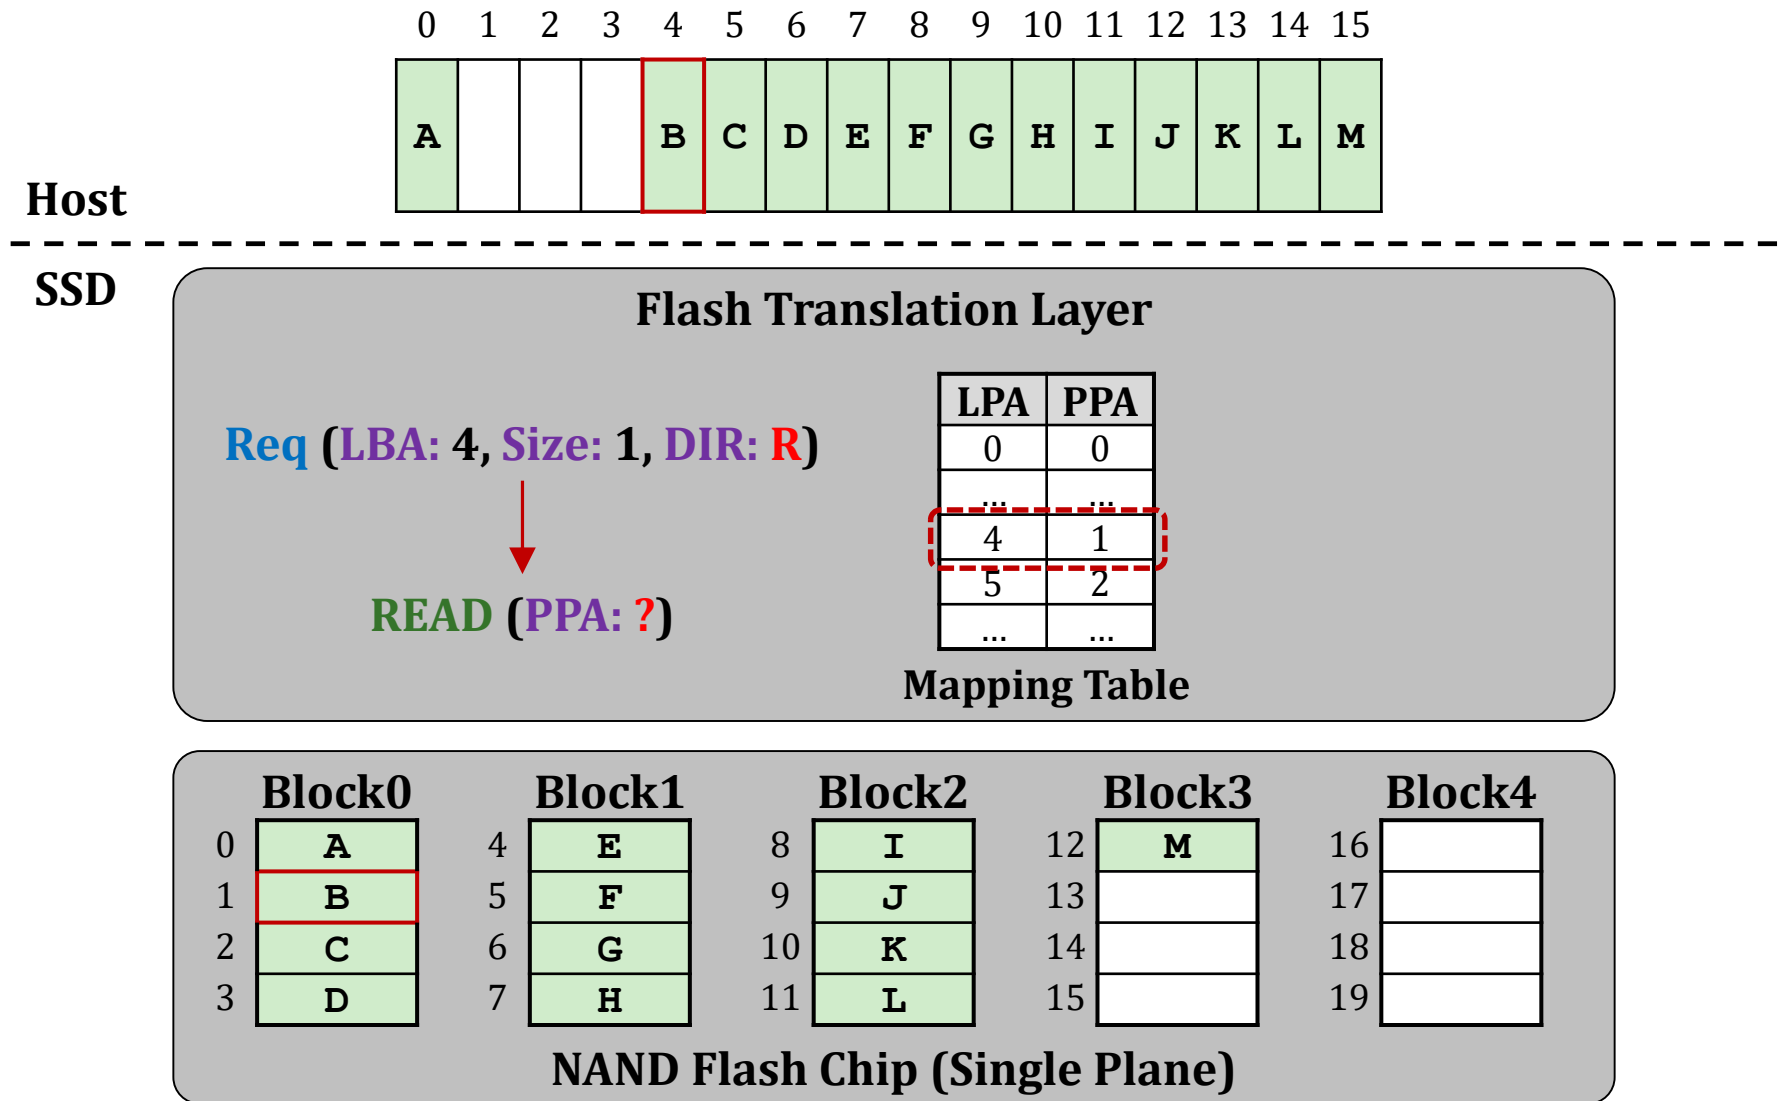 0 1 2 3 4 5 6 7 8 9 10 11 12 13 14 15
A B C D E F G H I J K L M
Host
SSD
Flash Translation Layer
Req (LBA: 4, Size: 1, DIR: R)
READ (PPA: ?)
LPA PPA
0 0
... ...
4 1
5 2
... ...
Mapping Table
Block0 Block1 Block2 Block3 Block4
0 A 4 E 8 I 12 M 16
1 B 5 F 9 J 13 17
2 C 6 G 10 K 14 18
3 D 7 H 11 L 15 19
NAND Flash Chip (Single Plane)